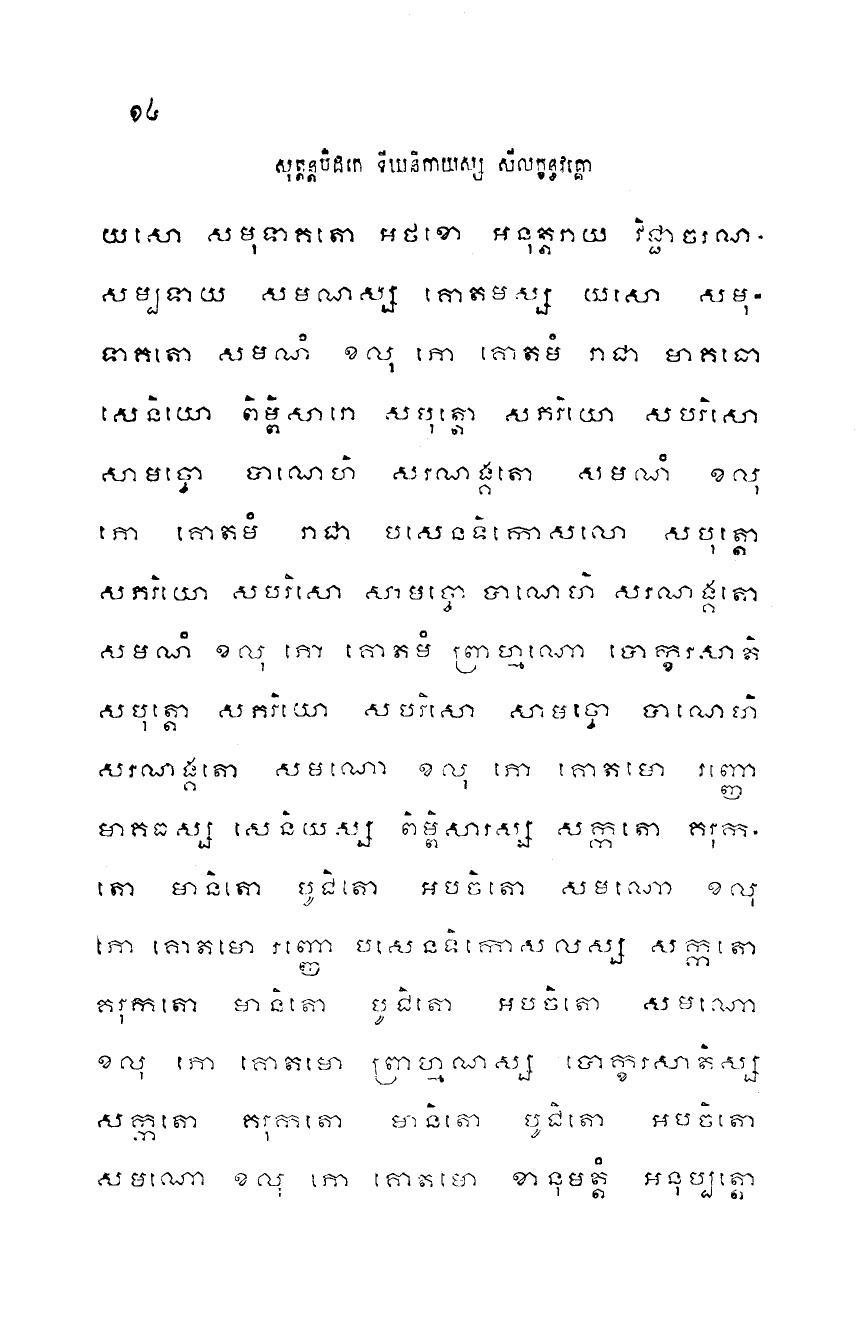 ១៤
សុត្តន្តបិដកេ ទីឃនិកាយស្ស សីលក្ខន្ធវគ្គោ
យសោ សមុទាគតោ អថខោ អនុត្តរាយ វិជ្ជាចរណ-
សម្បទាយ សមណស្ស គោតមស្ស យសោ សមុ-
ទាគតោ សមណំ ខលុ ភោ គោតមំ រាជា មាគធោ
សេនិយោ ពិម្ពិសារោ សបុត្តោ សភរិយោ សបរិសោ
សាមច្ចោ បាណេហិ សរណង្គតោ សមណំ ខលុ
ភោ គោតមំ រាជា បសេនទិកោសលោ សបុត្តោ
សភរិយោ សបរិសោ សាមច្ចោ បាណេហិ សរណង្គតោ
សមណំ ខលុ ភោ គោតមំ ព្រាហ្មណោ បោក្ខរសាតិ
សបុត្តោ សភរិយោ សបរិសោ សាមច្ចោ បាណេហិ
សរណង្គតោ សមណោ ខលុ ភោ គោតមោ រញ្ញោ
មាគធស្ស សេនិយស្ស ពិម្ពិសារស្ស សក្កតោ គរុក-
តោ មានិតោ បូជិតោ អបចិតោ សមណោ ខលុ
ភោ គោតមោ រញ្ញោ បសេនទិកោសលស្ស សក្កតោ
គរុកតោ មានិតោ បូជិតោ អបចិតោ សមណោ
ខលុ ភោ គោតមោ ព្រាហ្មណស្ស បោក្ខរសាតិស្ស
សក្កតោ គរុកតោ មានិតោ បូជិតោ អបចិតោ
សមណោ ខលុ ភោ គោតមោ ខានុមត្តំ អនុប្បត្តោ